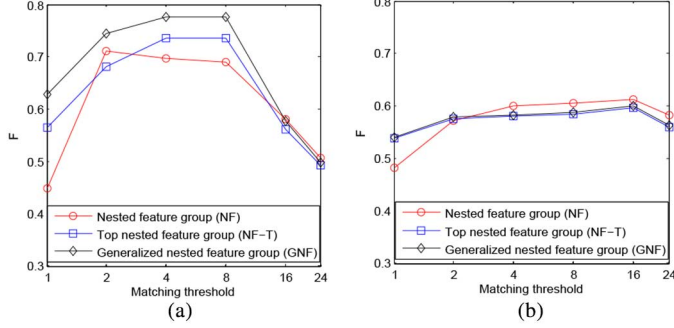 0.8
0.7
0.6
0.5
0.4
0.3
F
Nested feature group (NF)
Top nested feature group (NF-T)
Generalized nested feature group (GNF)
1 2 4 8 16 24
Matching threshold
(a)
0.8
0.7
0.6
0.5
0.4
0.3
F
Nested feature group (NF)
Top nested feature group (NF-T)
Generalized nested feature group (GNF)
1 2 4 8 16 24
Matching threshold
(b)